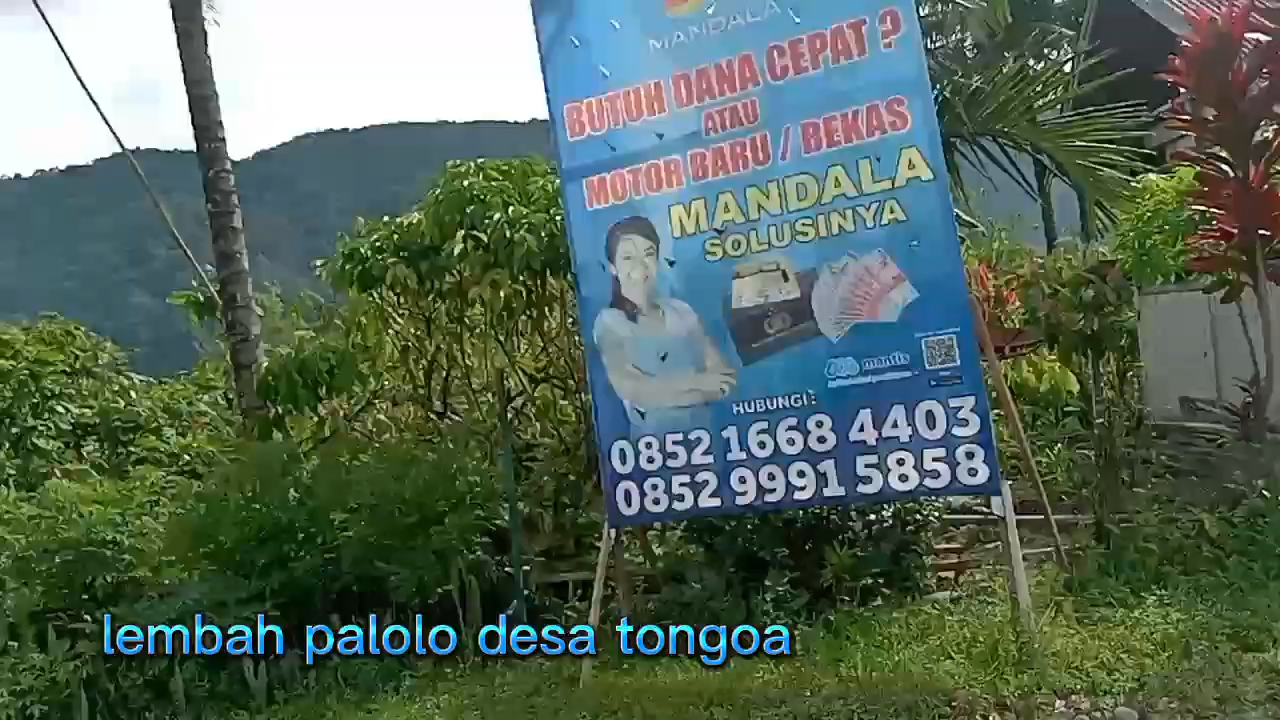 MANDALA
BUTUH DANA CEPAT ?
ATAU
MOTOR BARU / BEKAS
MANDALA
SOLUSINYA
mantis
HUBUNGI :
0852 1668 4403
0852 9991 5858
lembah palolo desa tongoa